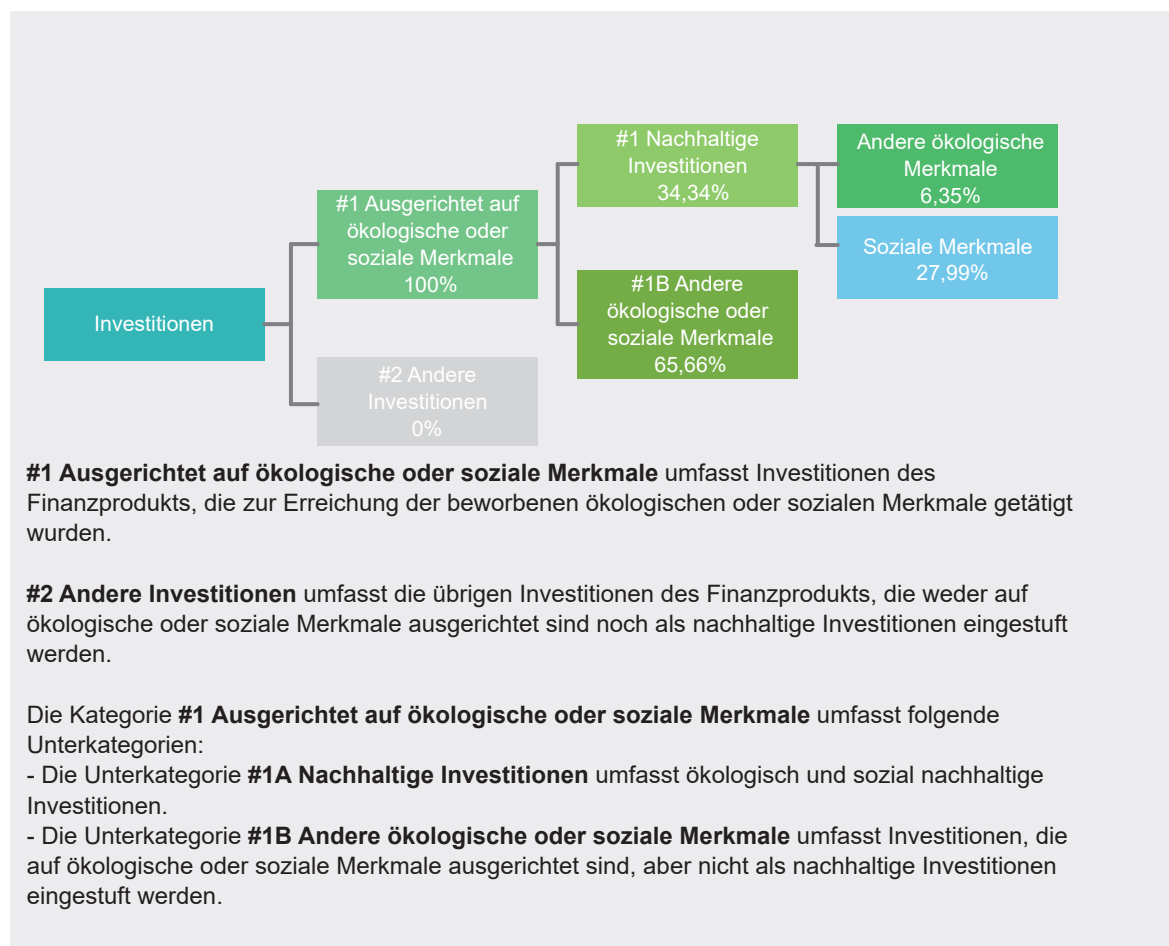 Investitionen
#1 Ausgerichtet auf
ökologische oder
soziale Merkmale
100%
#2 Andere
Investitionen
0%
#1 Nachhaltige
Investitionen
34,34%
#1B Andere
ökologische oder
soziale Merkmale
65,66%
Andere ökologische
Merkmale
6,35%
Soziale Merkmale
27,99%
#1 Ausgerichtet auf ökologische oder soziale Merkmale umfasst Investitionen des
Finanzprodukts, die zur Erreichung der beworbenen ökologischen oder sozialen Merkmale getätigt
wurden.
#2 Andere Investitionen umfasst die übrigen Investitionen des Finanzprodukts, die weder auf
ökologische oder soziale Merkmale ausgerichtet sind noch als nachhaltige Investitionen eingestuft
werden.
Die Kategorie #1 Ausgerichtet auf ökologische oder soziale Merkmale umfasst folgende
Unterkategorien:
- Die Unterkategorie #1A Nachhaltige Investitionen umfasst ökologisch und sozial nachhaltige
Investitionen.
- Die Unterkategorie #1B Andere ökologische oder soziale Merkmale umfasst Investitionen, die
auf ökologische oder soziale Merkmale ausgerichtet sind, aber nicht als nachhaltige Investitionen
eingestuft werden.